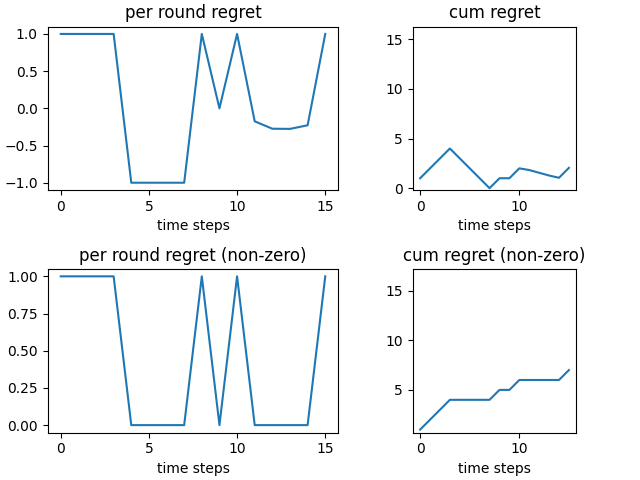 per round regret
1.0
0.5
0.0
−0.5
−1.0
0 5 10 15
time steps
cum regret
15
10
5
0
0 10
time steps
per round regret (non-zero)
1.00
0.75
0.50
0.25
0.00
0 5 10 15
time steps
cum regret (non-zero)
15
10
5
0 10
time steps